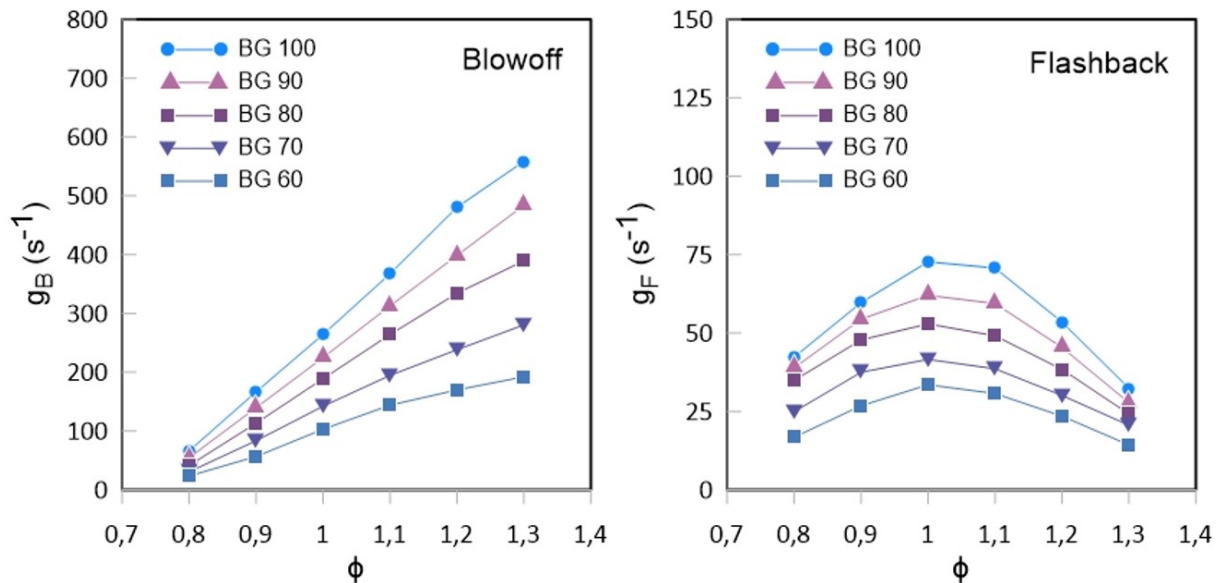 Blowoff
BG 100
BG 90
BG 80
BG 70
BG 60
800
700
600
500
400
300
200
100
0
g_B (s⁻¹)
0,7 0,8 0,9 1 1,1 1,2 1,3 1,4
ϕ
Flashback
BG 100
BG 90
BG 80
BG 70
BG 60
150
125
100
75
50
25
0
g_F (s⁻¹)
0,7 0,8 0,9 1 1,1 1,2 1,3 1,4
ϕ